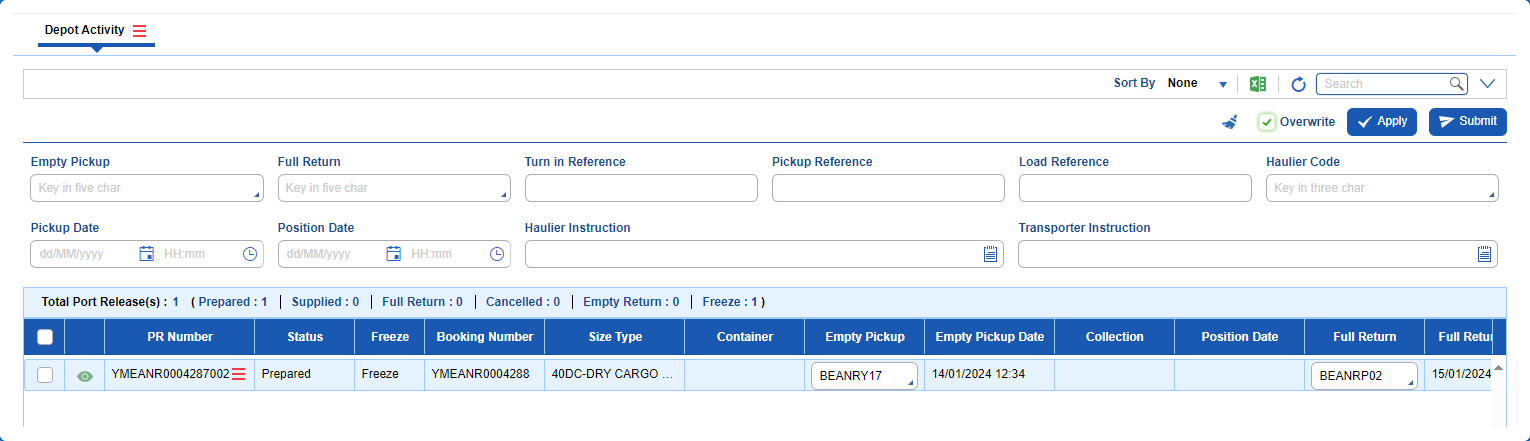 Depot Activity
Sort By None Search
Overwrite Apply Submit
Empty Pickup Full Return Turn in Reference Pickup Reference Load Reference Haulier Code
Key in five char Key in five char Key in three char
Pickup Date Position Date Haulier Instruction Transporter Instruction
dd/MM/yyyy HH:mm dd/MM/yyyy HH:mm
Total Port Release(s) : 1 ( Prepared : 1 | Supplied : 0 | Full Return : 0 | Cancelled : 0 | Empty Return : 0 | Freeze : 1 )
PR Number Status Freeze Booking Number Size Type Container Empty Pickup Empty Pickup Date Collection Position Date Full Return Full Retur
YMEANR0004287002 Prepared Freeze YMEANR0004288 40DC-DRY CARGO ... BEANRY17 14/01/2024 12:34 BEANRP02 15/01/2024